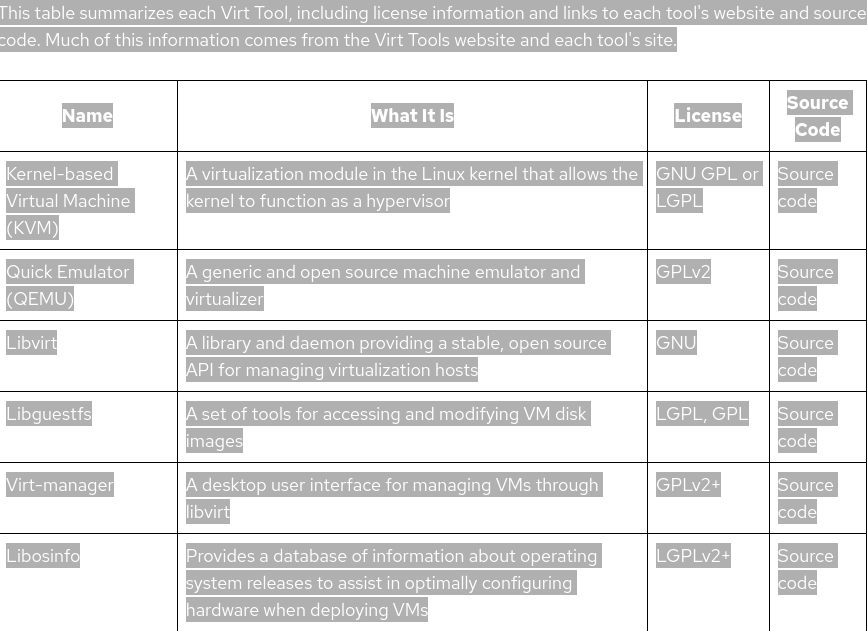 This table summarizes each Virt Tool, including license information and links to each tool's website and source
code. Much of this information comes from the Virt Tools website and each tool's site.
Name What It Is License Source Code
Kernel-based Virtual Machine (KVM) A virtualization module in the Linux kernel that allows the kernel to function as a hypervisor GNU GPL or LGPL Source code
Quick Emulator (QEMU) A generic and open source machine emulator and virtualizer GPLv2 Source code
Libvirt A library and daemon providing a stable, open source API for managing virtualization hosts GNU Source code
Libguestfs A set of tools for accessing and modifying VM disk images LGPL, GPL Source code
Virt-manager A desktop user interface for managing VMs through libvirt GPLv2+ Source code
Libosinfo Provides a database of information about operating system releases to assist in optimally configuring hardware when deploying VMs LGPLv2+ Source code